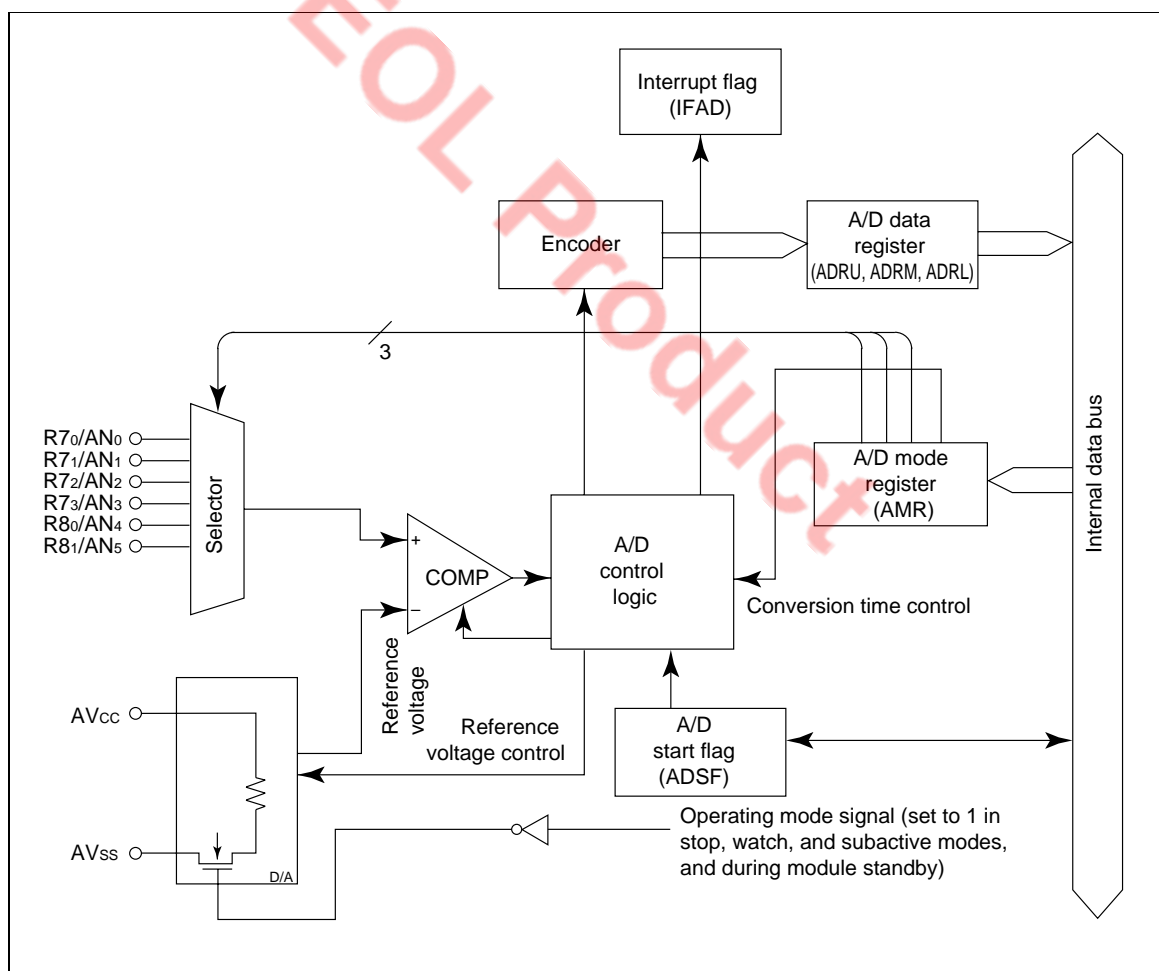 EOL Product
Interrupt flag
(IFAD)
Encoder
A/D data
register
(ADRU, ADRM, ADRL)
3
R7₀/AN₀
R7₁/AN₁
R7₂/AN₂
R7₃/AN₃
R8₀/AN₄
R8₁/AN₅
Selector
A/D mode
register
(AMR)
Internal data bus
+
COMP
–
A/D
control
logic
Conversion time control
Reference
voltage
AVCC
Reference
voltage control
A/D
start flag
(ADSF)
AVSS
D/A
Operating mode signal (set to 1 in
stop, watch, and subactive modes,
and during module standby)